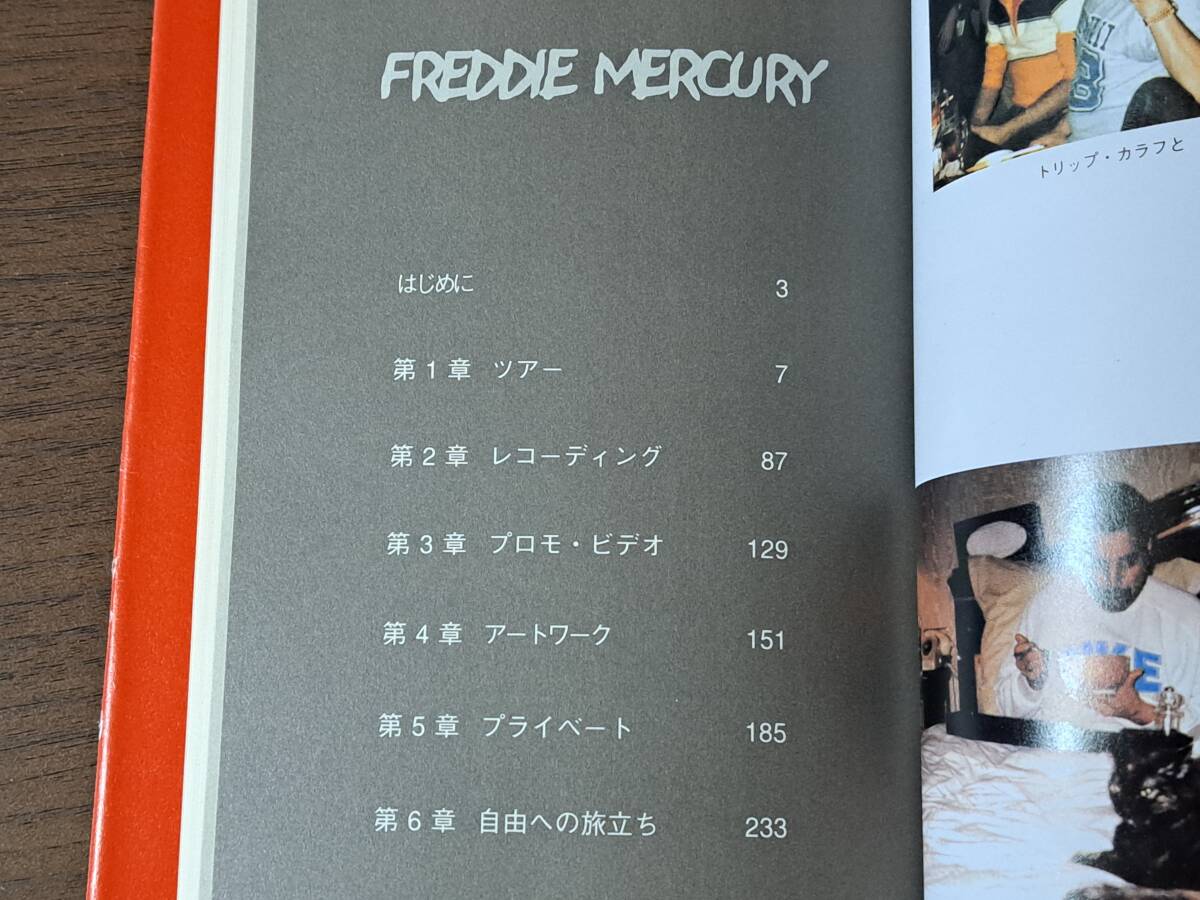 FREDDIE MERCURY
はじめに 3
第1章 ツアー 7
第2章 レコーディング 87
第3章 プロモ・ビデオ 129
第4章 アートワーク 151
第5章 プライベート 185
第6章 自由への旅立ち 233
トリップ・カラフと